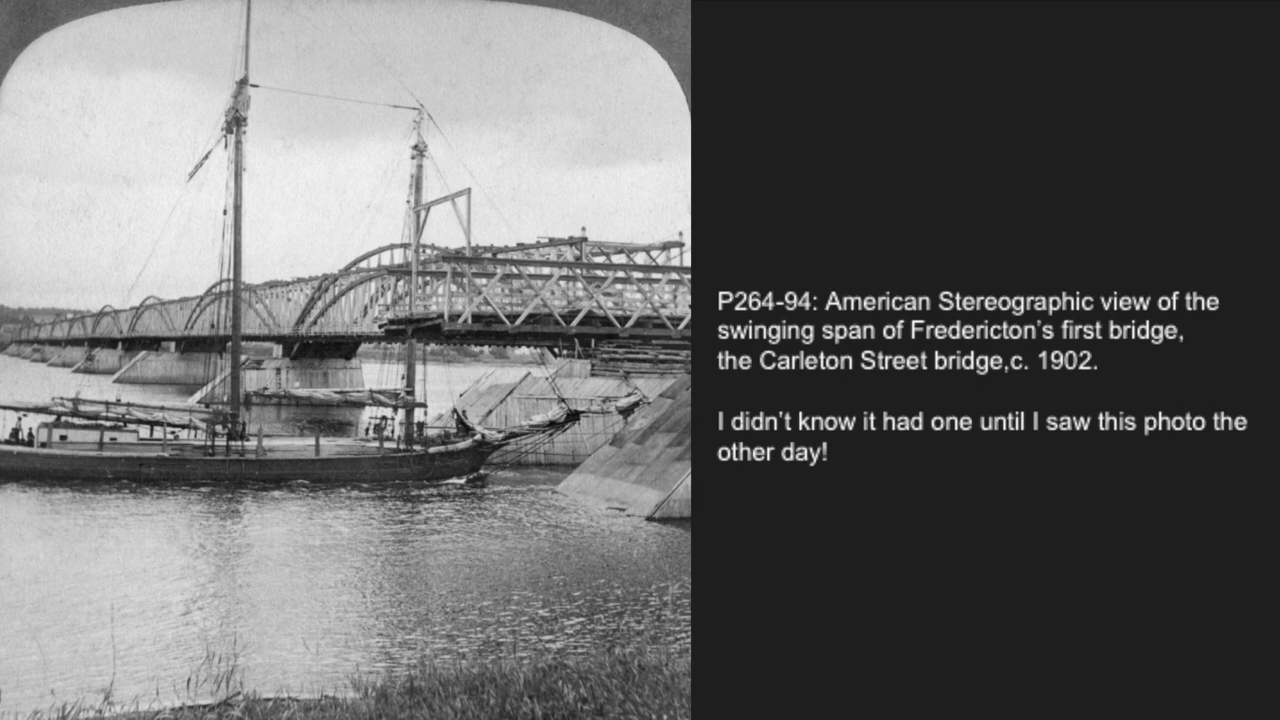 P264-94: American Stereographic view of the
swinging span of Fredericton's first bridge,
the Carleton Street bridge,c. 1902.
I didn't know it had one until I saw this photo the
other day!